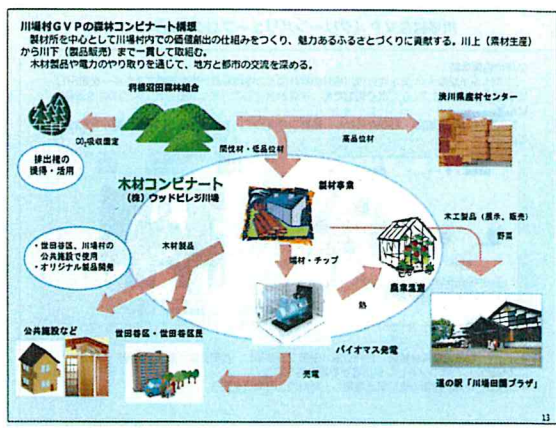 川場村GVPの森林コンビナート構想
製材所を中心として川場村内での価値創出の仕組みをつくり、魅力あるふるさとづくりに資献する。川上(素材生産)
から川下(製品販売)まで一貫して取組む。
木材製品や電力のやり取りを通じて、地方と都市の交流を深める。
利根沼田森林組合
渋川県産材センター
CO₂吸収固定
間伐材・低品位材
高品位材
排出権の
獲得・活用
木材コンビナート
(株)ウッドビレジ川場
製材事業
木工製品(展示、販売)
野菜
・世田谷区、川場村の
公共施設で使用
・オリジナル製品開発
木材製品
端材・チップ
農業温室
熱
公共施設など
世田谷区・世田谷区民
バイオマス発電
売電
道の駅「川場田園プラザ」
13